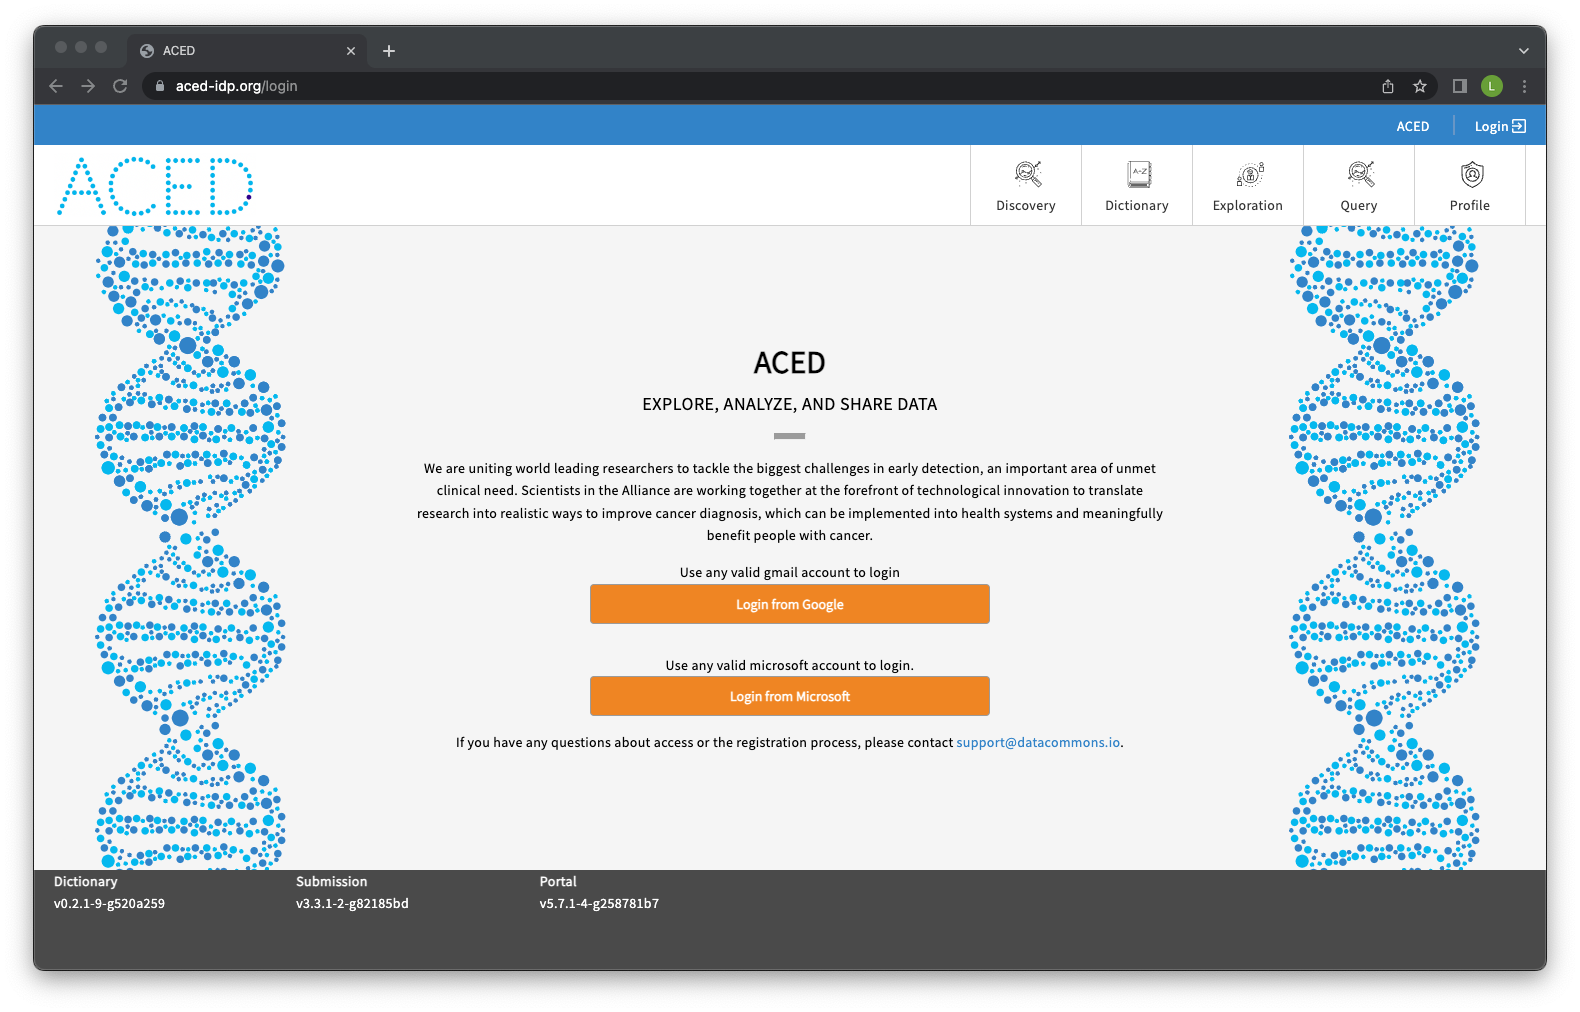 ACED
aced-idp.org/login
L
ACED
Login
ACED
Discovery
A-Z
Dictionary
Exploration
Query
Profile
ACED
EXPLORE, ANALYZE, AND SHARE DATA
We are uniting world leading researchers to tackle the biggest challenges in early detection, an important area of unmet
clinical need. Scientists in the Alliance are working together at the forefront of technological innovation to translate
research into realistic ways to improve cancer diagnosis, which can be implemented into health systems and meaningfully
benefit people with cancer.
Use any valid gmail account to login
Login from Google
Use any valid microsoft account to login.
Login from Microsoft
If you have any questions about access or the registration process, please contact support@datacommons.io.
Dictionary
v0.2.1-9-g520a259
Submission
v3.3.1-2-g82185bd
Portal
v5.7.1-4-g258781b7